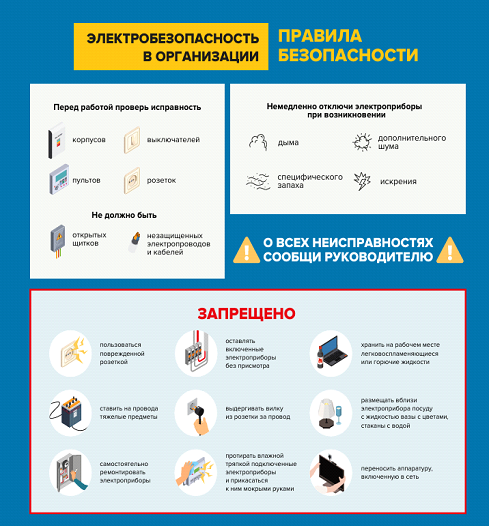 ЭЛЕКТРОБЕЗОПАСНОСТЬ
В ОРГАНИЗАЦИИ
ПРАВИЛА
БЕЗОПАСНОСТИ
Перед работой проверь исправность
корпусов
выключателей
пультов
розеток
Не должно быть
открытых
щитков
незащищенных
электропроводов
и кабелей
Немедленно отключи электроприборы
при возникновении
дыма
дополнительного
шума
специфического
запаха
искрения
О ВСЕХ НЕИСПРАВНОСТЯХ
СООБЩИ РУКОВОДИТЕЛЮ
ЗАПРЕЩЕНО
пользоваться
поврежденной
розеткой
оставлять
включенные
электроприборы
без присмотра
хранить на рабочем месте
легковоспламеняющиеся
или горючие жидкости
ставить на провода
тяжелые предметы
выдергивать вилку
из розетки за провод
размещать вблизи
электроприбора посуду
с жидкостью вазы с цветами,
стаканы с водой
самостоятельно
ремонтировать
электроприборы
протирать влажной
тряпкой подключенные
электроприборы
и прикасаться
к ним мокрыми руками
переносить аппаратуру,
включенную в сеть